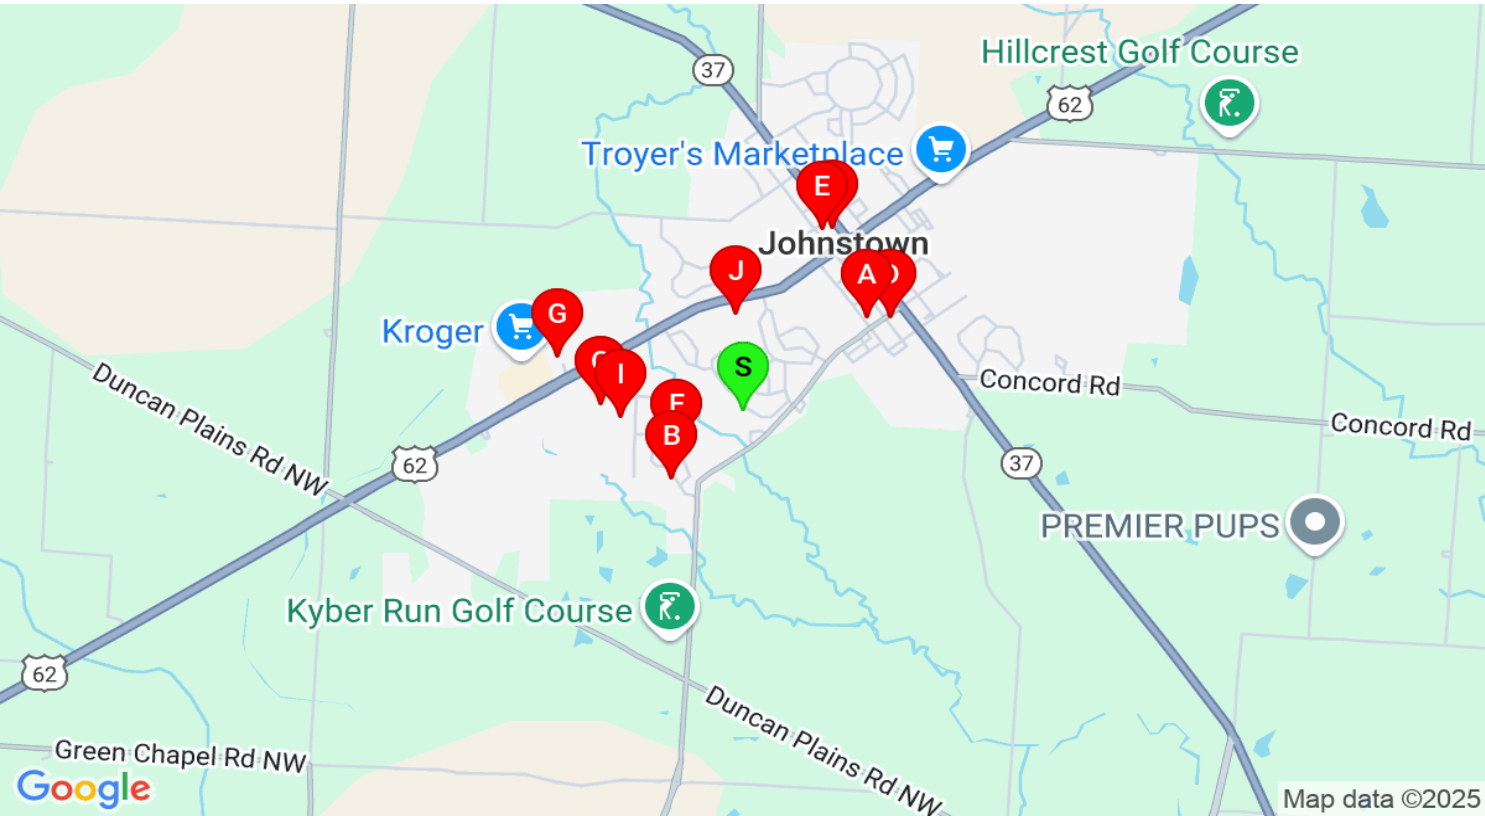 37
Hillcrest Golf Course
62
Troyer's Marketplace
E
Johnstown
A
J
G
Kroger
I
S
F
B
Concord Rd
Concord Rd
Duncan Plains Rd NW
62
37
PREMIER PUPS
Kyber Run Golf Course
62
Duncan Plains Rd NW
Green Chapel Rd NW
Google
Map data ©2025